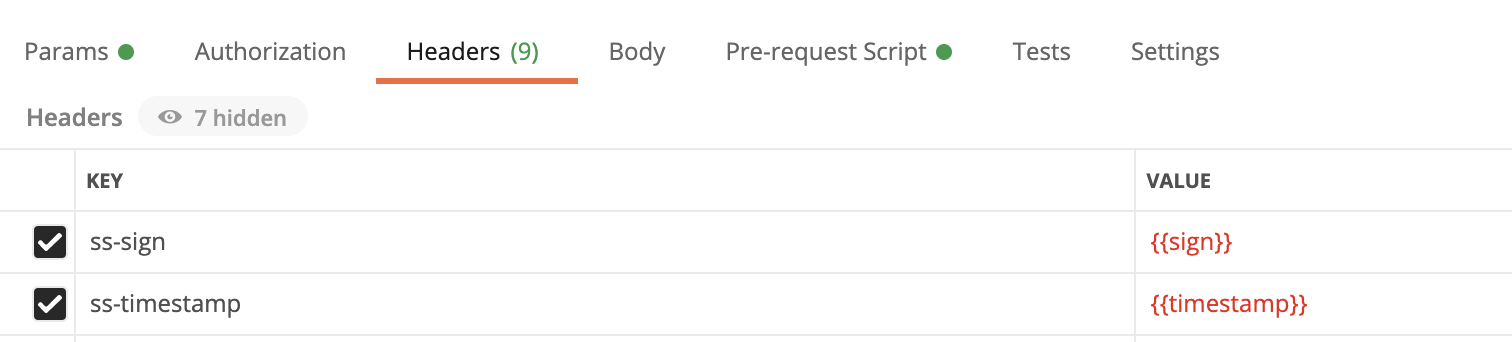 Params Authorization Headers (9) Body Pre-request Script Tests Settings
Headers 7 hidden
KEY VALUE
ss-sign {{sign}}
ss-timestamp {{timestamp}}